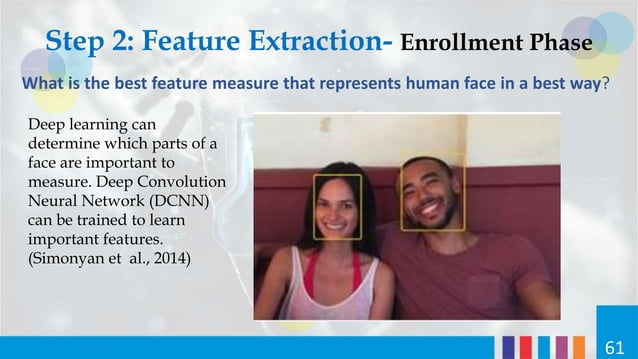 Step 2: Feature Extraction- Enrollment Phase
What is the best feature measure that represents human face in a best way?
Deep learning can
determine which parts of a
face are important to
measure. Deep Convolution
Neural Network (DCNN)
can be trained to learn
important features.
(Simonyan et  al., 2014)
61